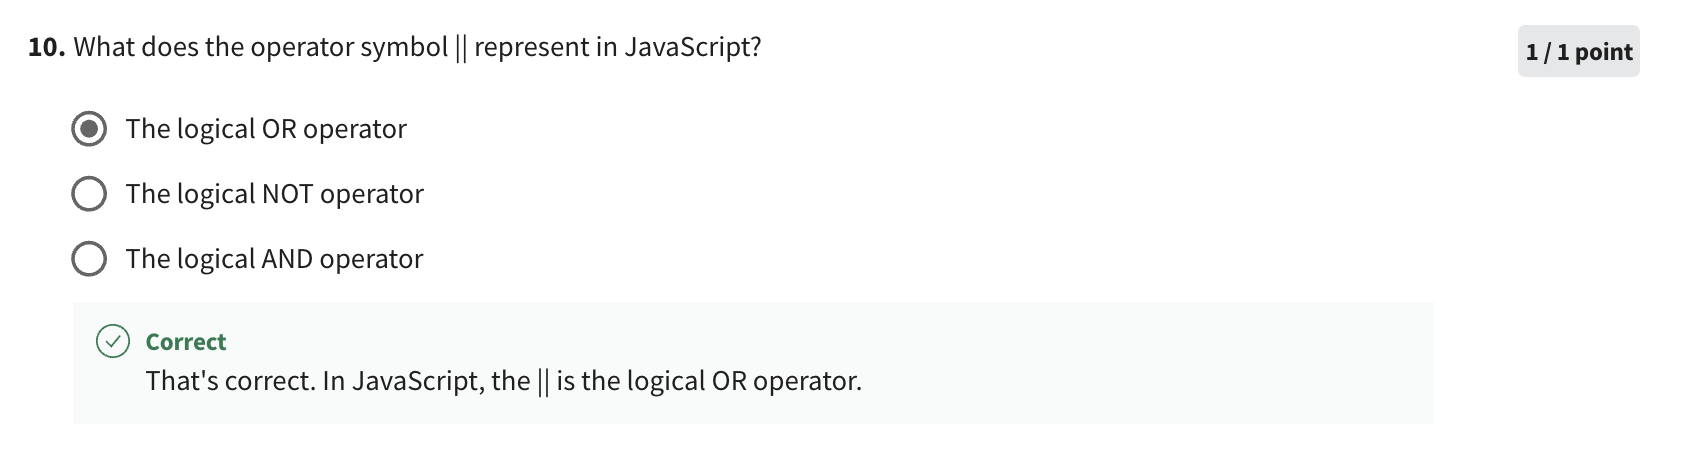 10. What does the operator symbol || represent in JavaScript?
1 / 1 point
The logical OR operator
The logical NOT operator
The logical AND operator
Correct
That's correct. In JavaScript, the || is the logical OR operator.